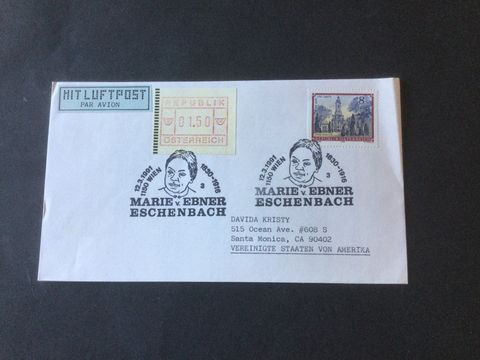 MIT LUFTPOST
PAR AVION
REPUBLIK
01.50
ÖSTERREICH
8
12.3.1991
1150 WIEN
1830-1916
3
MARIE v. EBNER
ESCHENBACH
12.3.1991
1150 WIEN
1830-1916
3
MARIE v. EBNER
ESCHENBACH
DAVIDA KRISTY
515 Ocean Ave. #608 S
Santa Monica, CA 90402
VEREINIGTE STAATEN VON AMERIKA